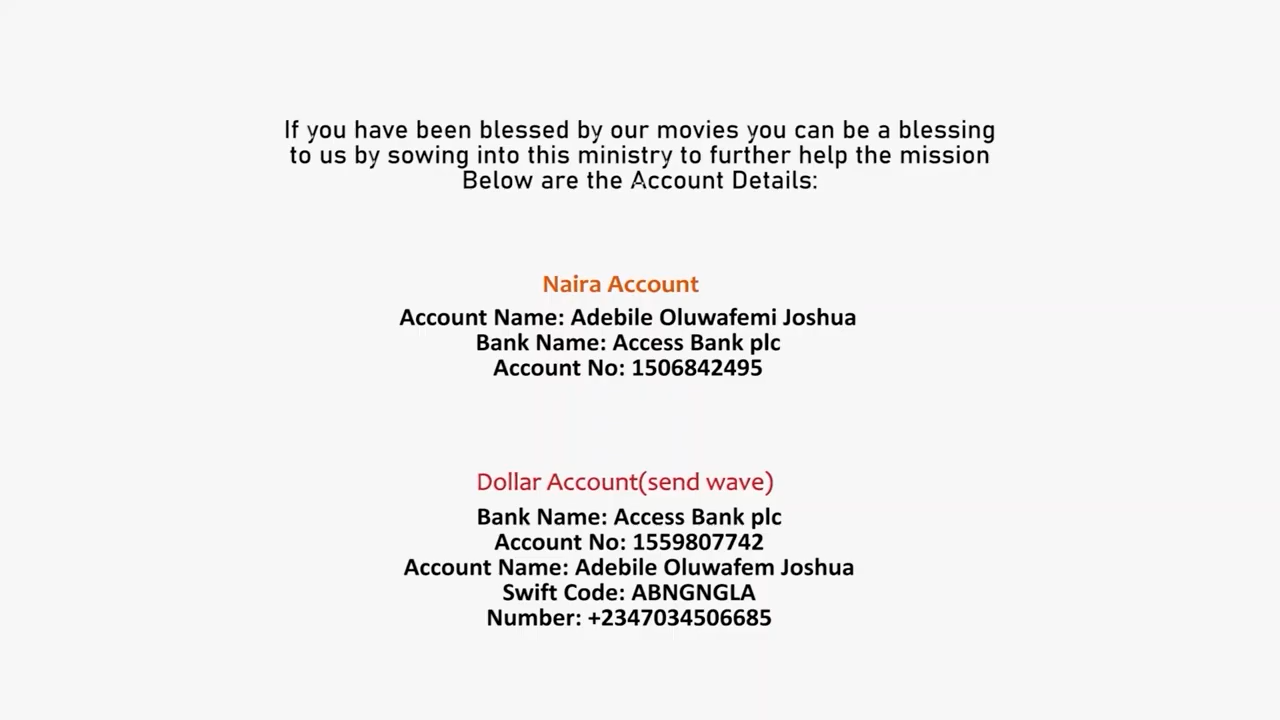 If you have been blessed by our movies you can be a blessing
to us by sowing into this ministry to further help the mission
Below are the Account Details:
Naira Account
Account Name: Adebile Oluwafemi Joshua
Bank Name: Access Bank plc
Account No: 1506842495
Dollar Account(send wave)
Bank Name: Access Bank plc
Account No: 1559807742
Account Name: Adebile Oluwafem Joshua
Swift Code: ABNGNGLA
Number: +2347034506685